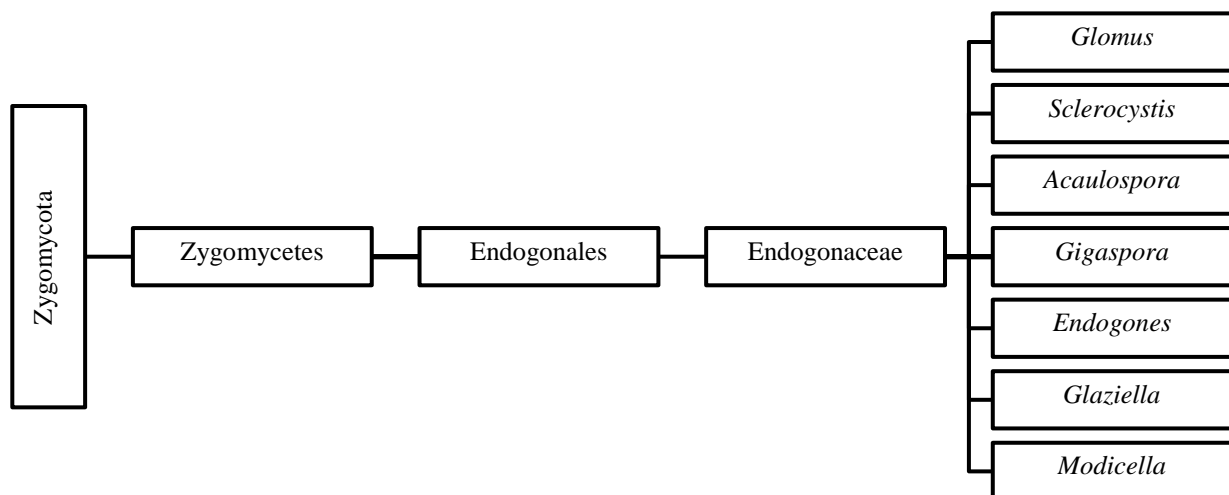 Zygomycota
Zygomycetes
Endogonales
Endogonaceae
Glomus
Sclerocystis
Acaulospora
Gigaspora
Endogones
Glaziella
Modicella